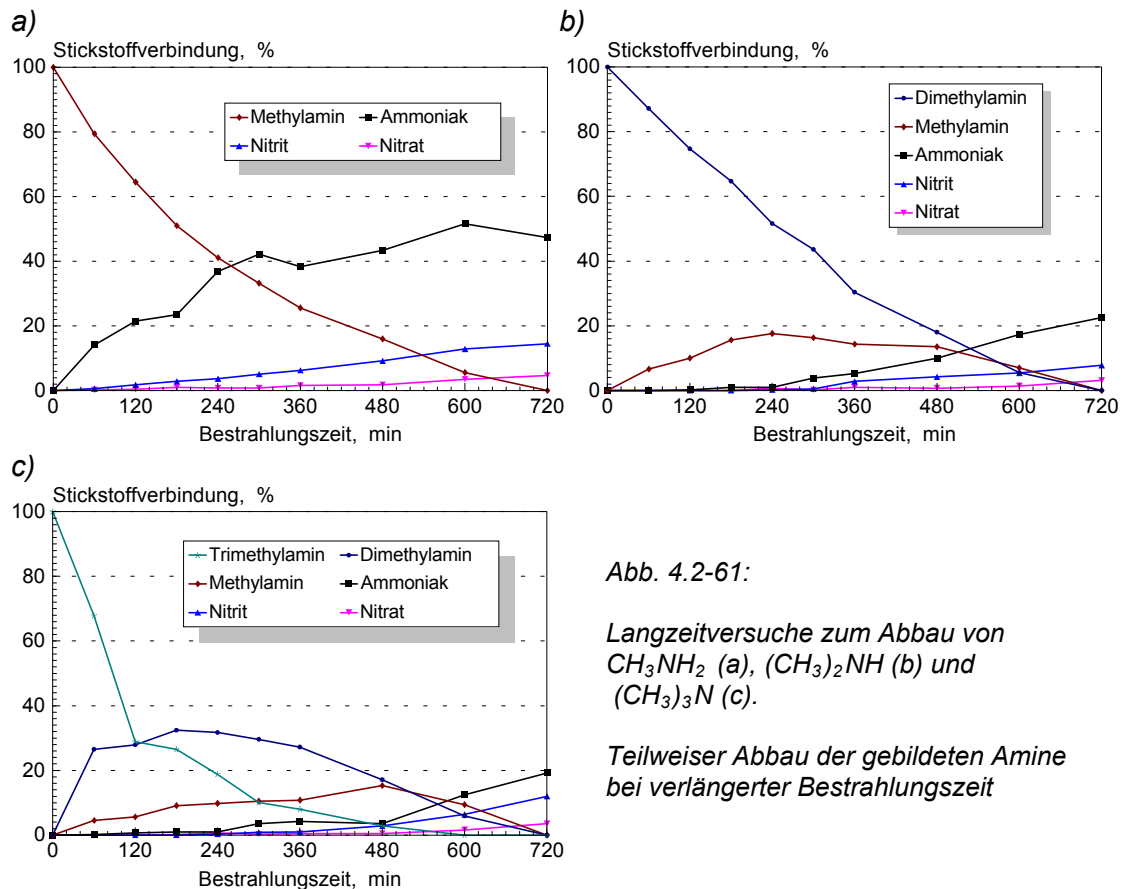 a)
Stickstoffverbindung, %
100
80
60
40
20
0
Methylamin
Ammoniak
Nitrit
Nitrat
0 120 240 360 480 600 720
Bestrahlungszeit, min
b)
Stickstoffverbindung, %
100
80
60
40
20
0
Dimethylamin
Methylamin
Ammoniak
Nitrit
Nitrat
0 120 240 360 480 600 720
Bestrahlungszeit, min
c)
Stickstoffverbindung, %
100
80
60
40
20
0
Trimethylamin
Dimethylamin
Methylamin
Ammoniak
Nitrit
Nitrat
0 120 240 360 480 600 720
Bestrahlungszeit, min
Abb. 4.2-61:
Langzeitversuche zum Abbau von
CH₃NH₂ (a), (CH₃)₂NH (b) und
(CH₃)₃N (c).
Teilweiser Abbau der gebildeten Amine
bei verlängerter Bestrahlungszeit